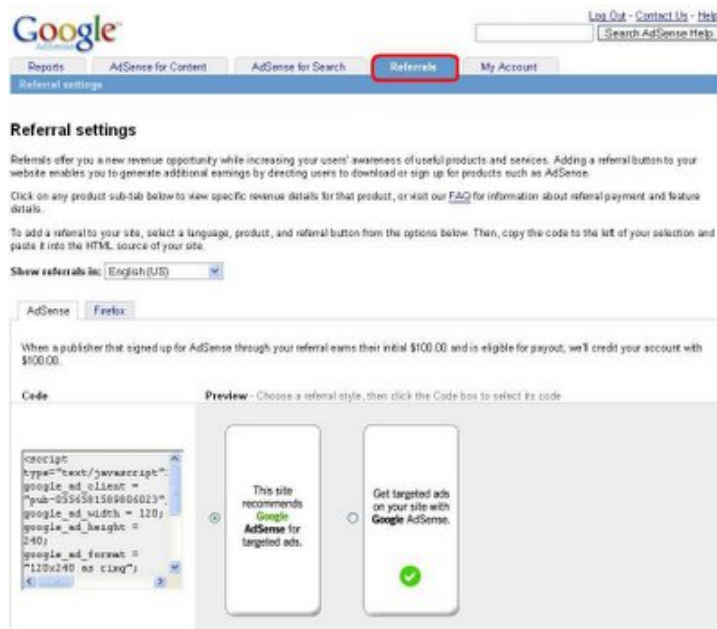 Log Out - Contact Us - Help
Google
AdSense
Search AdSense Help
Reports AdSense for Content AdSense for Search Referrals My Account
Referral settings
Referral settings
Referrals offer you a new revenue opportunity while increasing your users' awareness of useful products and services. Adding a referral button to your
website enables you to generate additional earnings by directing users to download or sign up for products such as AdSense.
Click on any product sub-tab below to view specific revenue details for that product, or visit our FAQ for information about referral payment and feature
details.
To add a referral to your site, select a language, product, and referral button from the options below. Then, copy the code to the left of your selection and
paste it into the HTML source of your site.
Show referrals in: English (US)
AdSense Firefox
When a publisher that signed up for AdSense through your referral earns their initial $100.00 and is eligible for payout, we'll credit your account with
$100.00.
Code Preview - Choose a referral style, then click the Code box to select its code
<script
type="text/javascript"
google_ad_client =
google_ad_width = 120;
google_ad_height =
240;
google_ad_format =
This site
recommends
Google
AdSense for
targeted ads.
Get targeted ads
on your site with
Google AdSense.